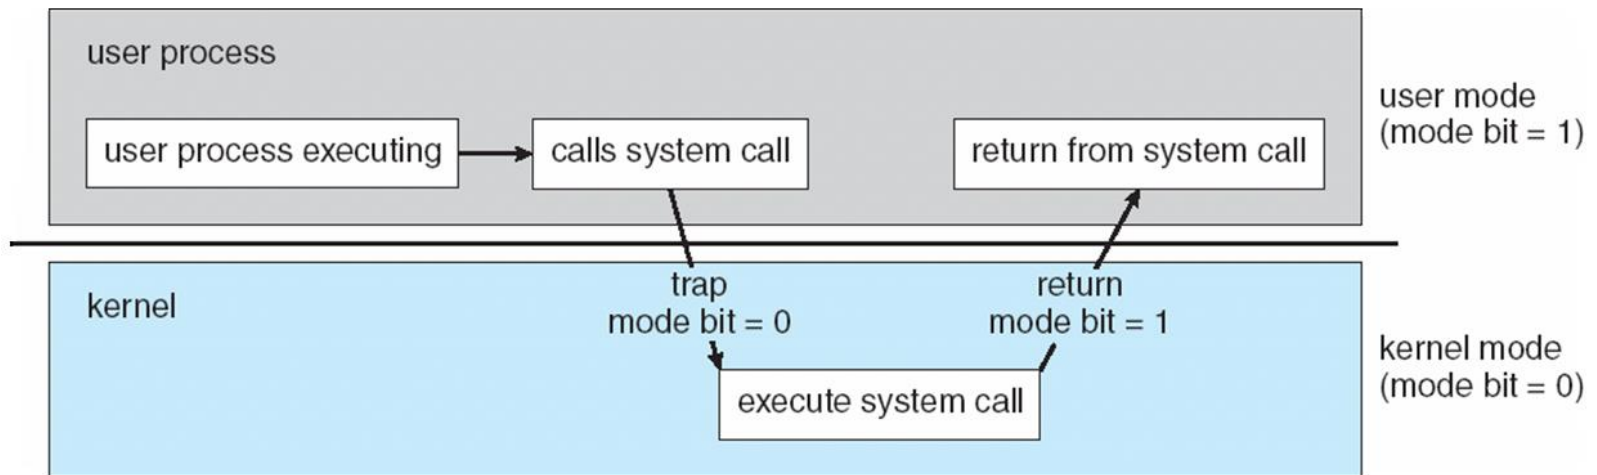 user process
user process executing
calls system call
return from system call
user mode
(mode bit = 1)
kernel
trap
mode bit = 0
return
mode bit = 1
execute system call
kernel mode
(mode bit = 0)